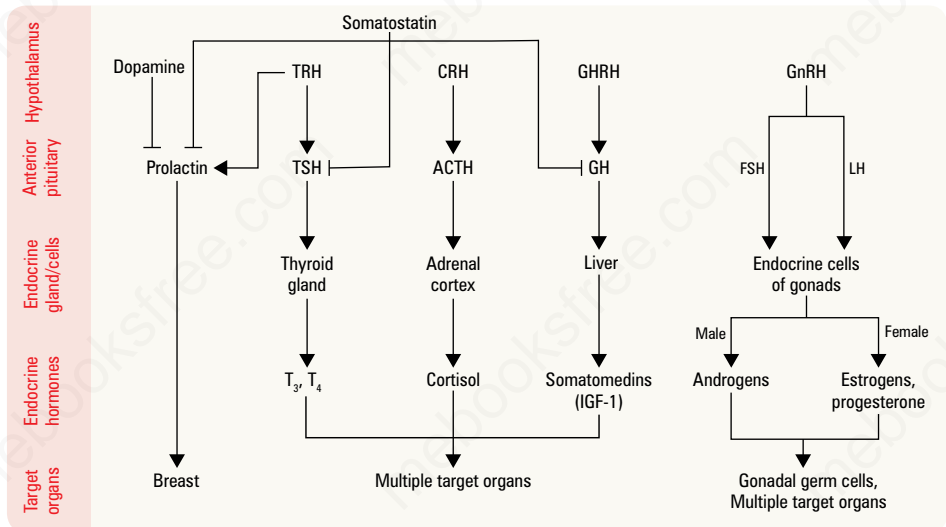 Hypothalamus
Anterior
pituitary
Endocrine
gland/cells
Endocrine
hormones
Target
organs
Somatostatin
Dopamine
TRH
CRH
GHRH
GnRH
Prolactin
TSH
ACTH
GH
FSH
LH
Thyroid
gland
Adrenal
cortex
Liver
Endocrine cells
of gonads
Male
Female
T₃, T₄
Cortisol
Somatomedins
(IGF-1)
Androgens
Estrogens,
progesterone
Breast
Multiple target organs
Gonadal germ cells,
Multiple target organs
mebooksfree.com